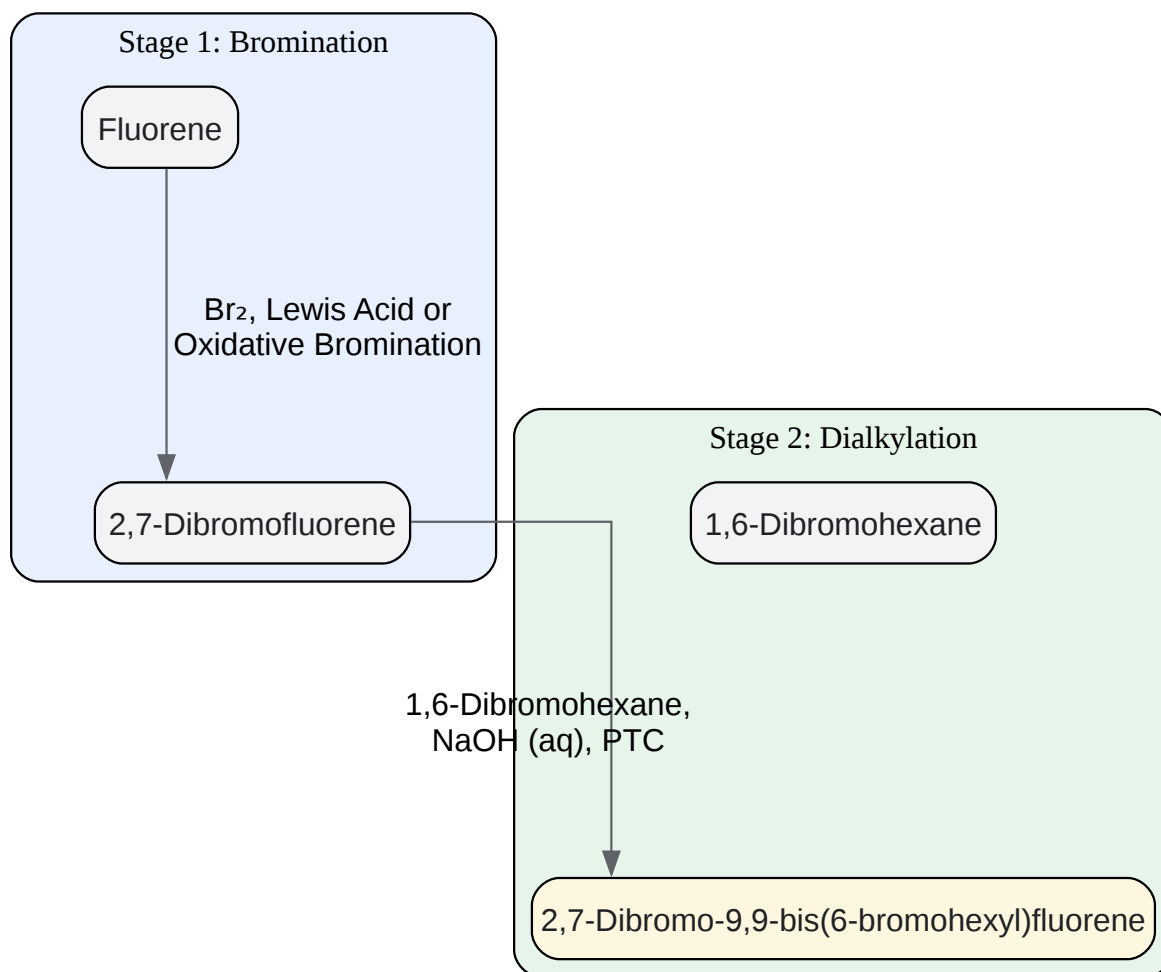 Stage 1: Bromination
Fluorene
Br₂, Lewis Acid or
Oxidative Bromination
2,7-Dibromofluorene
Stage 2: Dialkylation
1,6-Dibromohexane
1,6-Dibromohexane,
NaOH (aq), PTC
2,7-Dibromo-9,9-bis(6-bromohexyl)fluorene